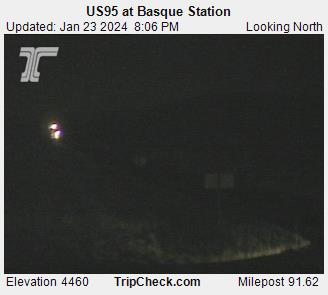 US95 at Basque Station
Updated: Jan 23 2024 8:06 PM Looking North
Elevation 4460 TripCheck.com Milepost 91.62